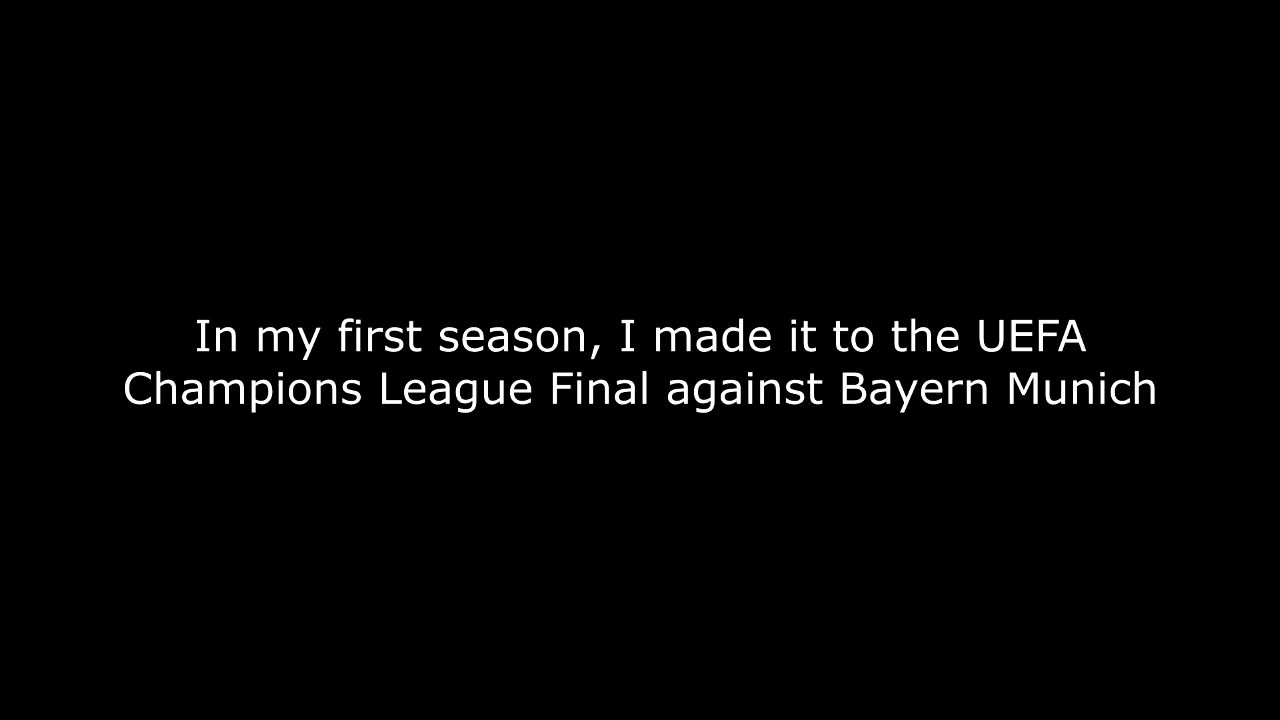 In my first season, I made it to the UEFA
Champions League Final against Bayern Munich